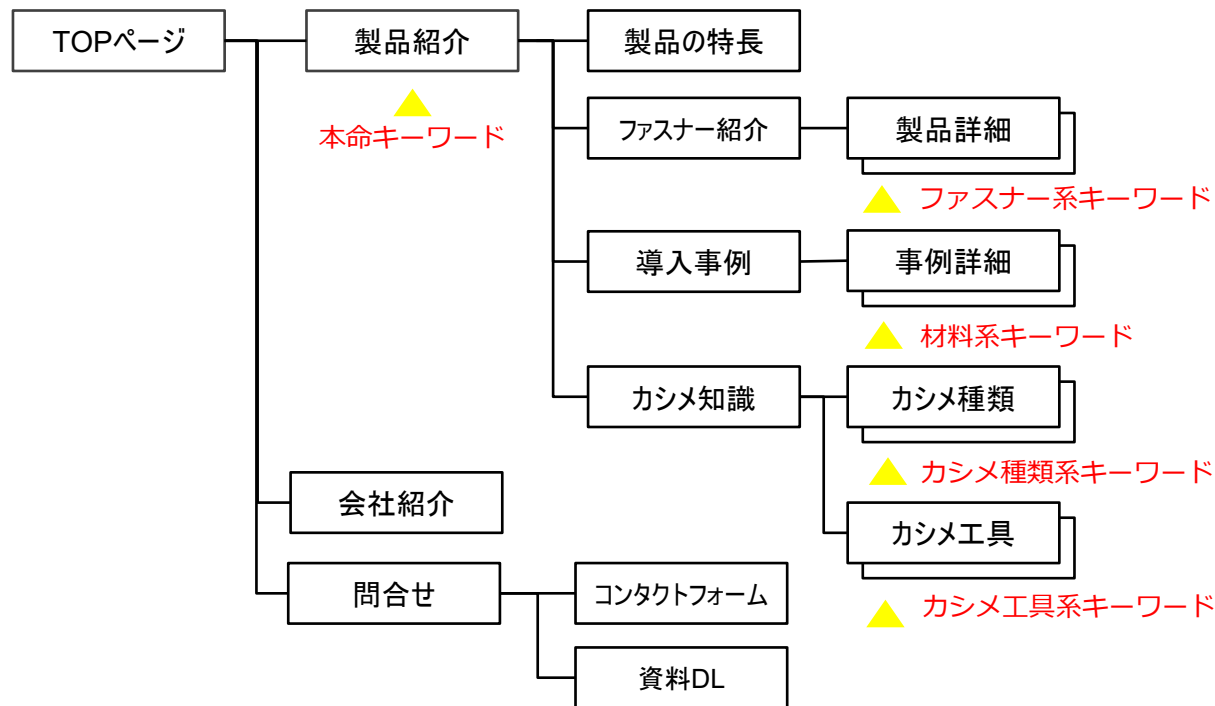 TOPページ
製品紹介
製品の特長
本命キーワード
ファスナー紹介
製品詳細
ファスナー系キーワード
導入事例
事例詳細
材料系キーワード
カシメ知識
カシメ種類
カシメ種類系キーワード
会社紹介
カシメ工具
問合せ
コンタクトフォーム
カシメ工具系キーワード
資料DL